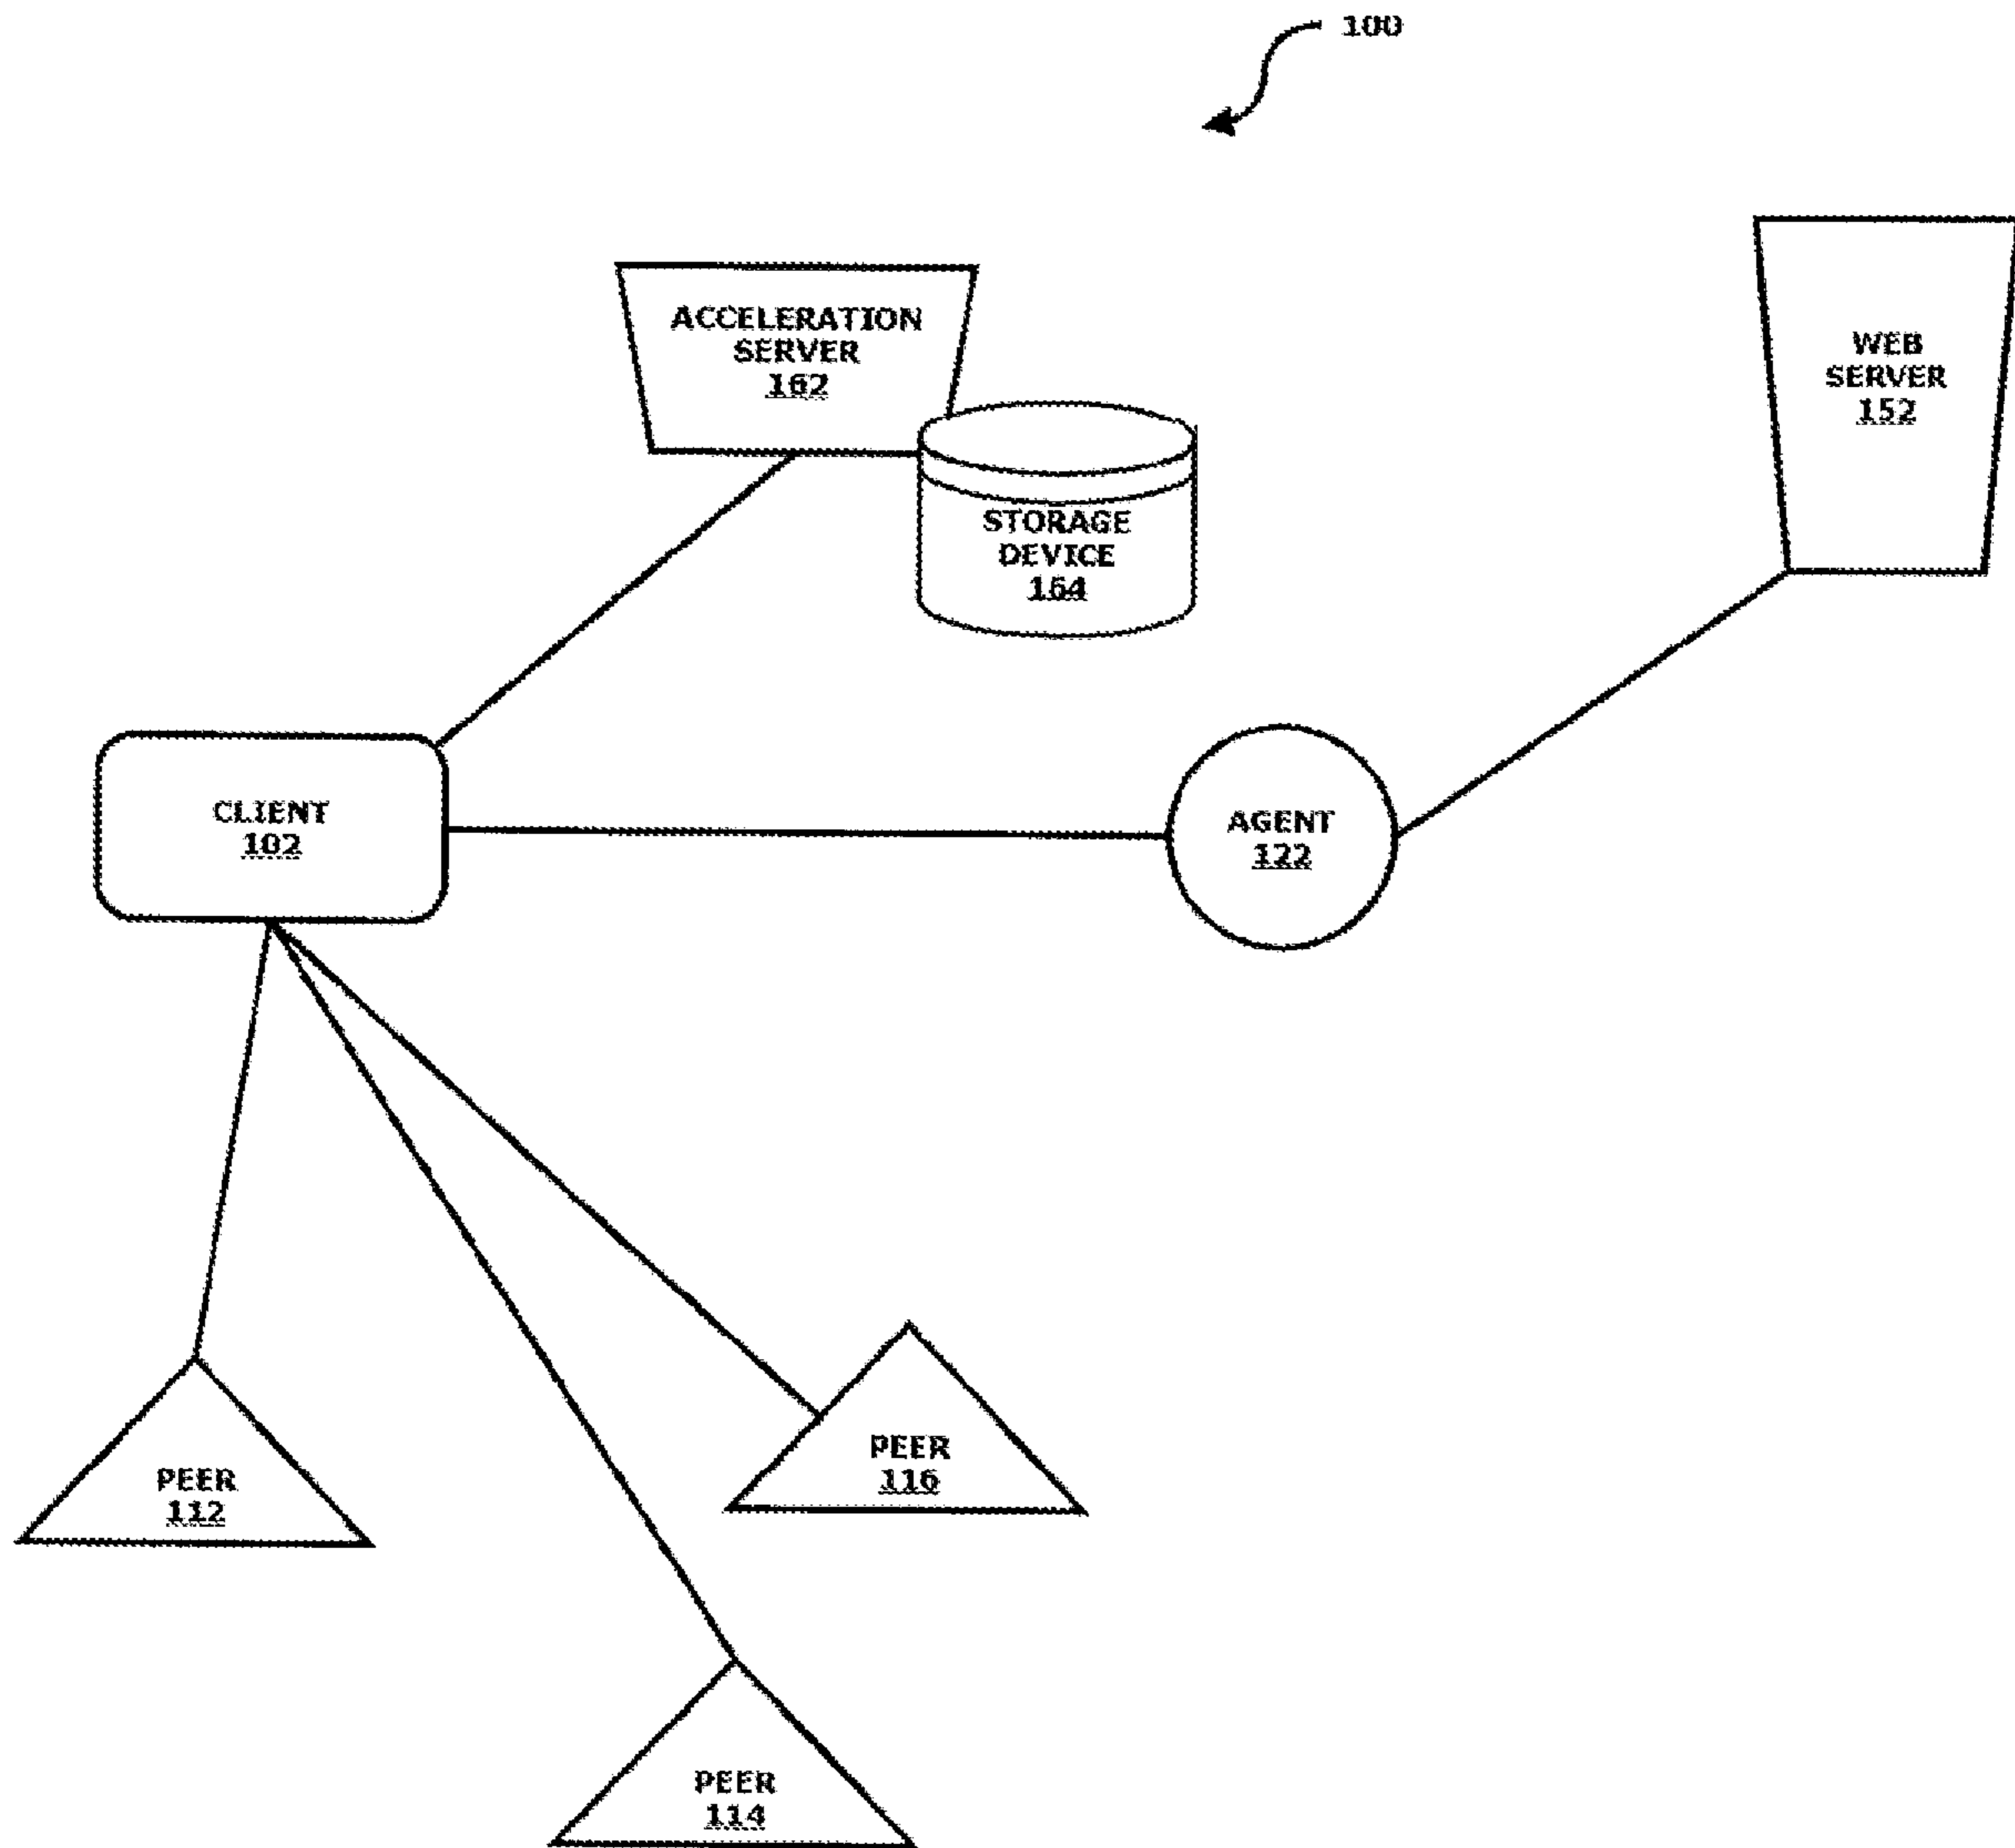 100
ACCELERATION
SERVER
162
WEB
SERVER
152
STORAGE
DEVICE
164
CLIENT
102
AGENT
122
PEER
116
PEER
112
PEER
114